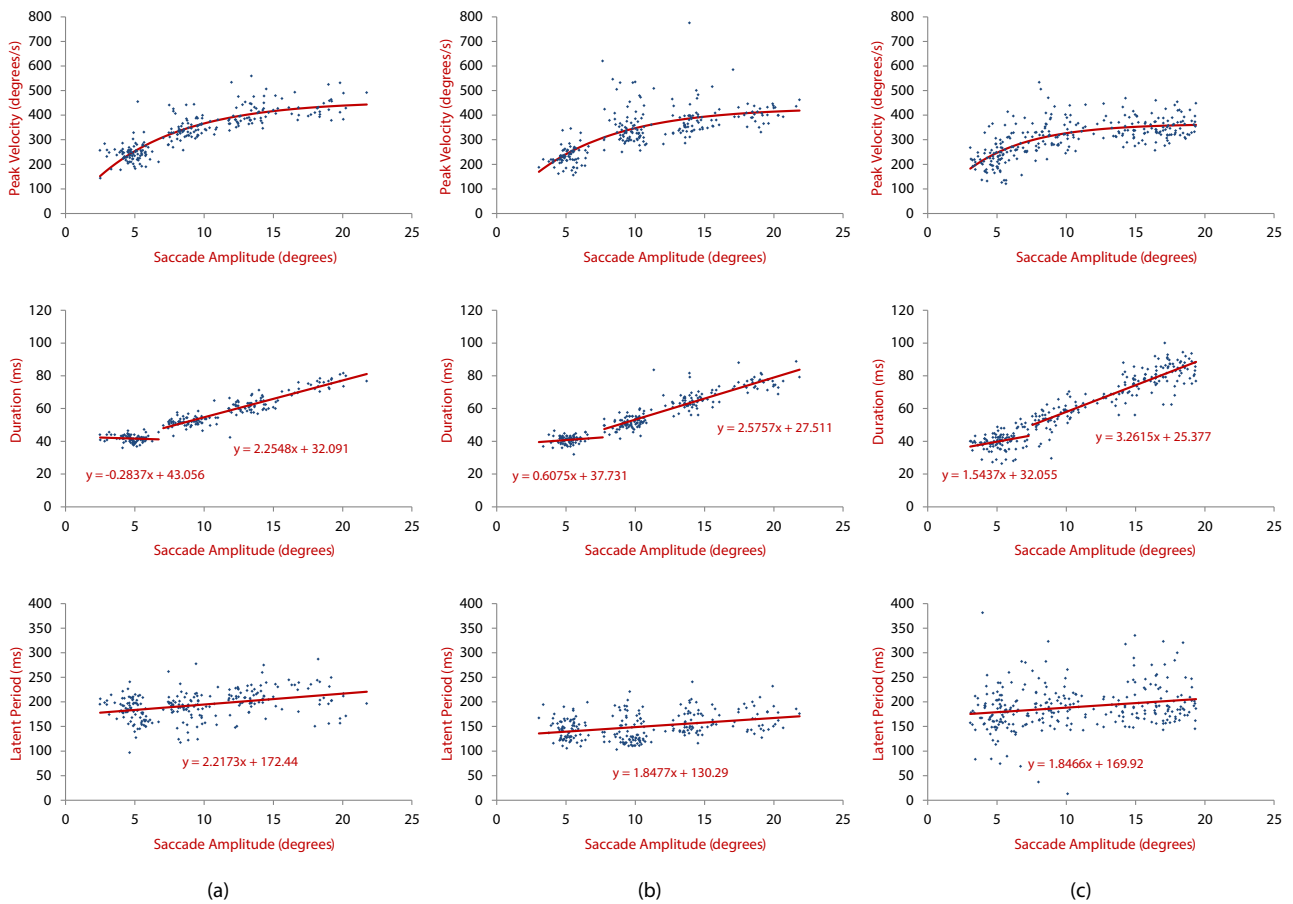 800
700
600
500
400
300
200
100
0
Peak Velocity (degrees/s)
0 5 10 15 20 25
Saccade Amplitude (degrees)
800
700
600
500
400
300
200
100
0
Peak Velocity (degrees/s)
0 5 10 15 20 25
Saccade Amplitude (degrees)
800
700
600
500
400
300
200
100
0
Peak Velocity (degrees/s)
0 5 10 15 20 25
Saccade Amplitude (degrees)
120
100
80
60
40
20
0
Duration (ms)
y = 2.2548x + 32.091
y = -0.2837x + 43.056
0 5 10 15 20 25
Saccade Amplitude (degrees)
120
100
80
60
40
20
0
Duration (ms)
y = 2.5757x + 27.511
y = 0.6075x + 37.731
0 5 10 15 20 25
Saccade Amplitude (degrees)
120
100
80
60
40
20
0
Duration (ms)
y = 3.2615x + 25.377
y = 1.5437x + 32.055
0 5 10 15 20 25
Saccade Amplitude (degrees)
400
350
300
250
200
150
100
50
0
Latent Period (ms)
y = 2.2173x + 172.44
0 5 10 15 20 25
Saccade Amplitude (degrees)
400
350
300
250
200
150
100
50
0
Latent Period (ms)
y = 1.8477x + 130.29
0 5 10 15 20 25
Saccade Amplitude (degrees)
400
350
300
250
200
150
100
50
0
Latent Period (ms)
y = 1.8466x + 169.92
0 5 10 15 20 25
Saccade Amplitude (degrees)
(a) (b) (c)